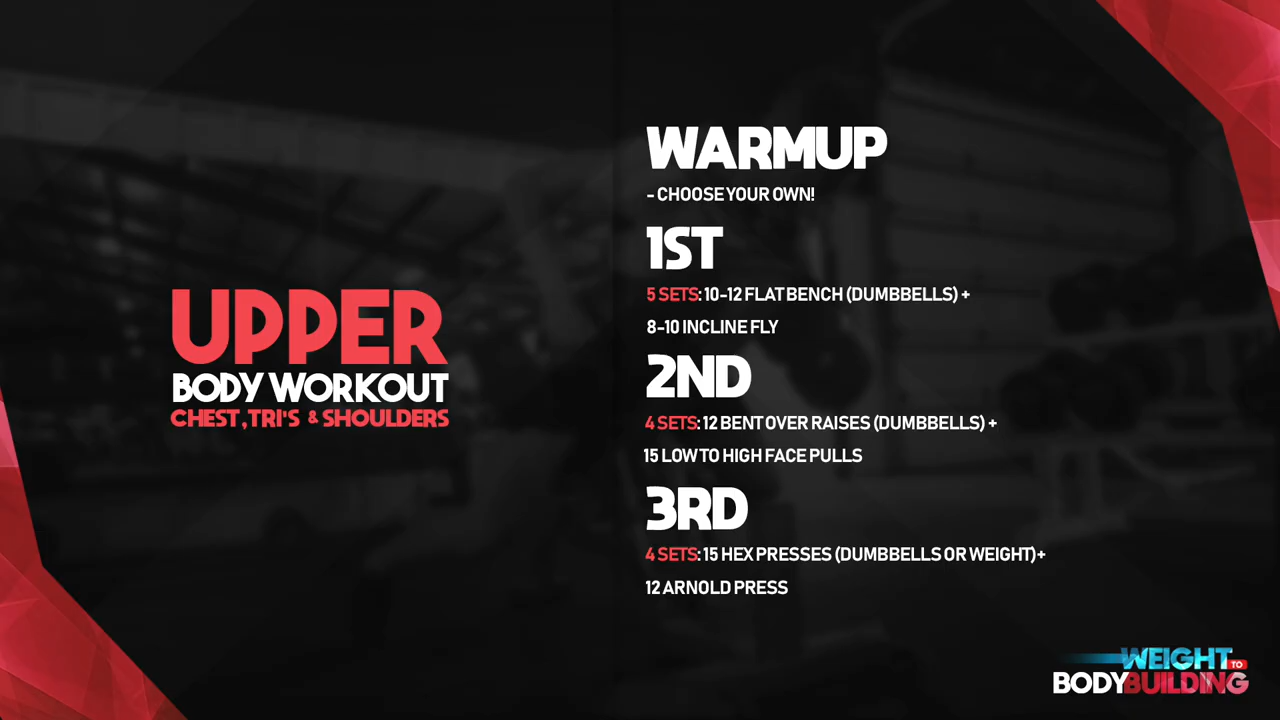 UPPER
BODY WORKOUT
CHEST, TRI'S & SHOULDERS
WARMUP
- CHOOSE YOUR OWN!
1ST
5 SETS: 10-12 FLAT BENCH (DUMBBELLS) +
8-10 INCLINE FLY
2ND
4 SETS: 12 BENT OVER RAISES (DUMBBELLS) +
15 LOW TO HIGH FACE PULLS
3RD
4 SETS: 15 HEX PRESSES (DUMBBELLS OR WEIGHT)+
12 ARNOLD PRESS
WEIGHT TO
BODYBUILDING